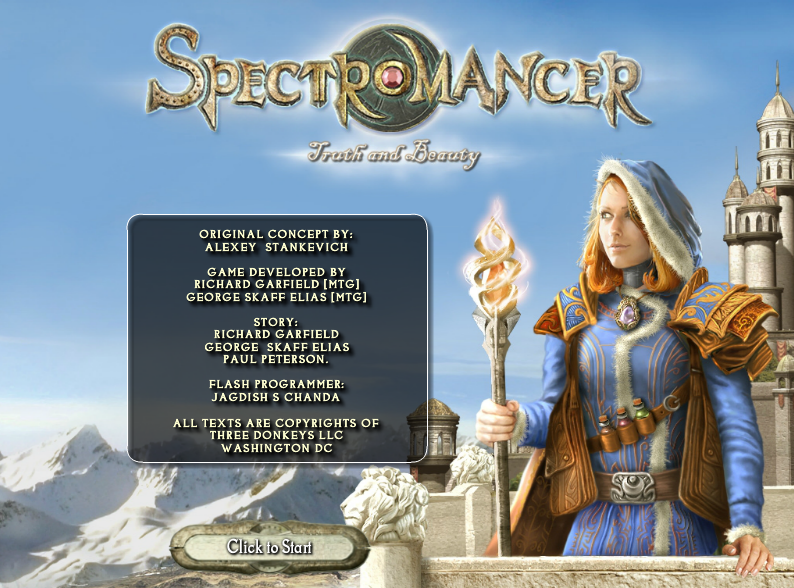 SPECTROMANCER
Truth and Beauty
ORIGINAL CONCEPT BY:
ALEXEY STANKEVICH
GAME DEVELOPED BY
RICHARD GARFIELD [MTG]
GEORGE SKAFF ELIAS [MTG]
STORY:
RICHARD GARFIELD
GEORGE SKAFF ELIAS
PAUL PETERSON.
FLASH PROGRAMMER:
JAGDISH S CHANDA
ALL TEXTS ARE COPYRIGHTS OF
THREE DONKEYS LLC
WASHINGTON DC
Click to Start